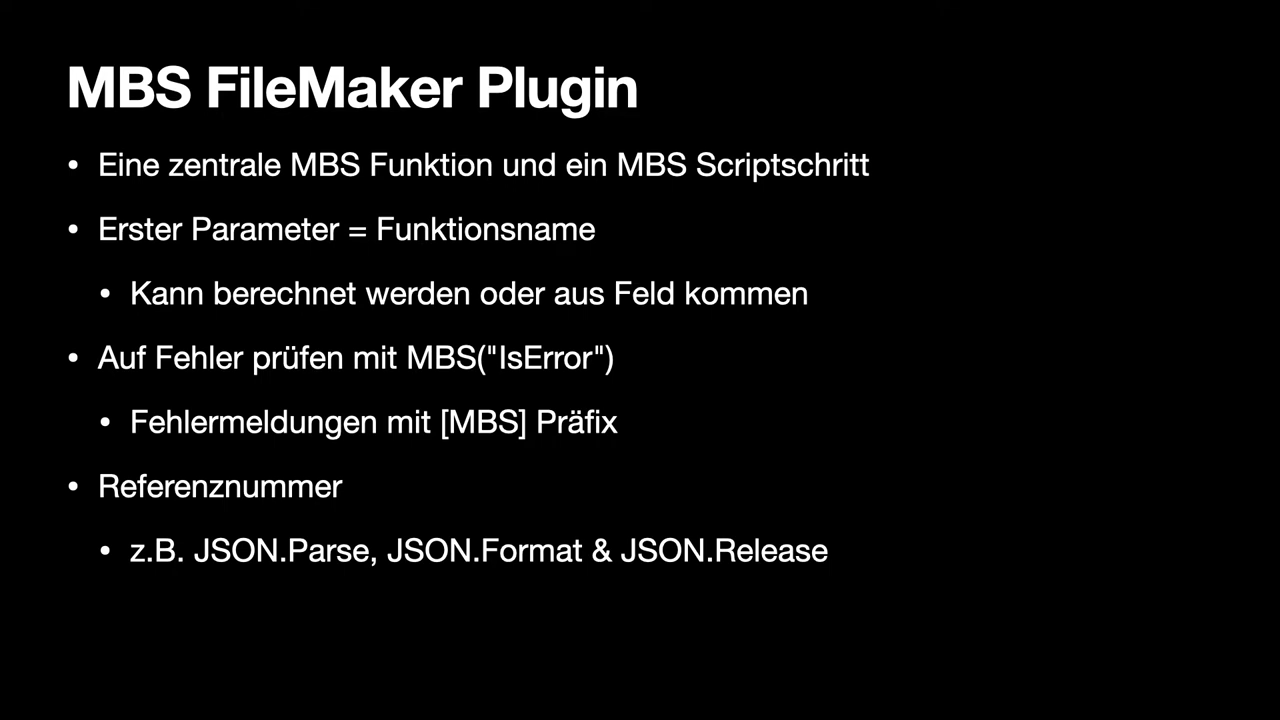 MBS FileMaker Plugin
• Eine zentrale MBS Funktion und ein MBS Scriptschritt
• Erster Parameter = Funktionsname
• Kann berechnet werden oder aus Feld kommen
• Auf Fehler prüfen mit MBS("IsError")
• Fehlermeldungen mit [MBS] Präfix
• Referenznummer
• z.B. JSON.Parse, JSON.Format & JSON.Release